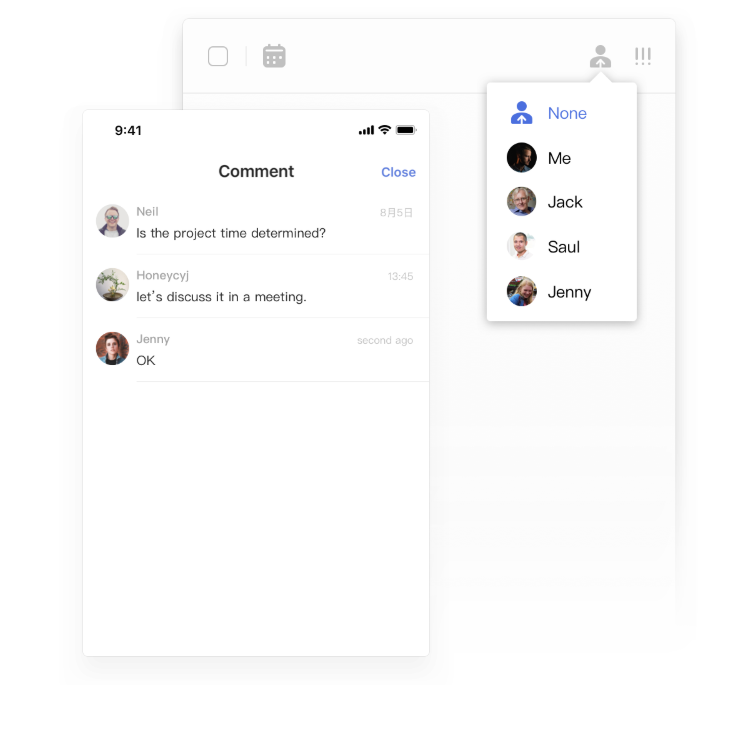 None
Me
Jack
Saul
Jenny
9:41
Comment
Close
Neil
8月5日
Is the project time determined?
Honeycyj
13:45
let's discuss it in a meeting.
Jenny
second ago
OK